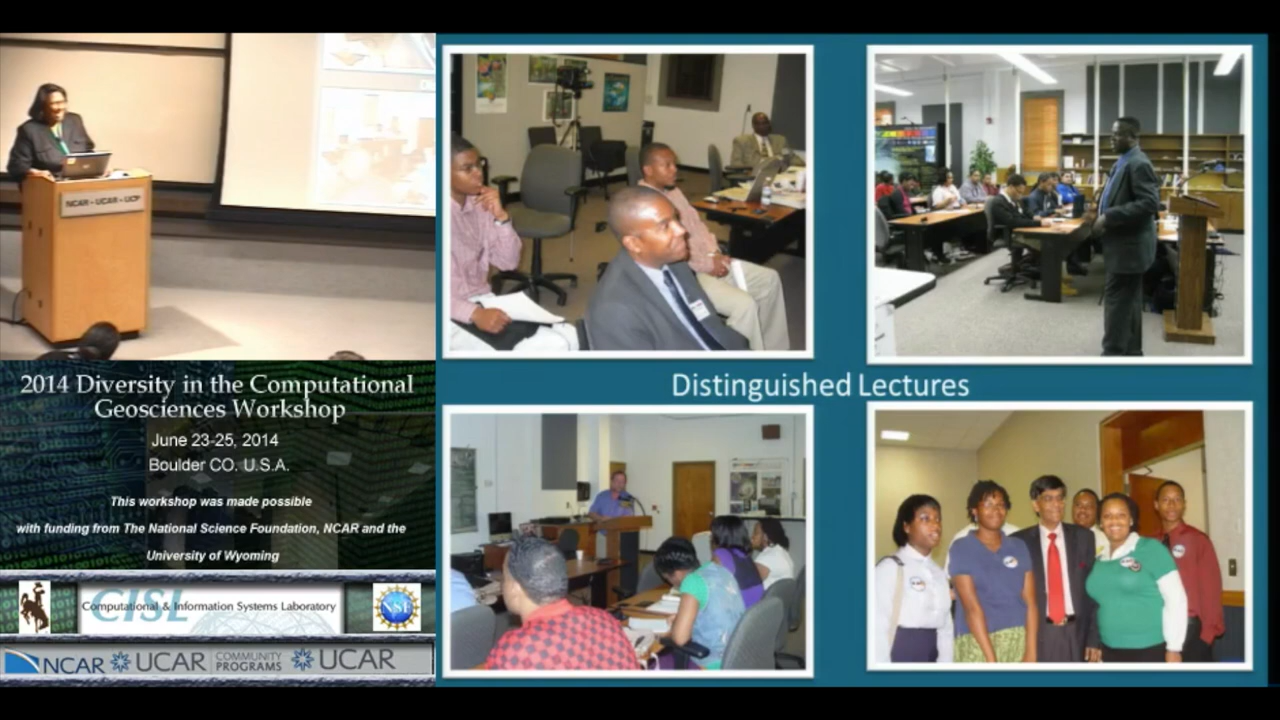 NCAR - UCAR - UCP
2014 Diversity in the Computational
Geosciences Workshop
June 23-25, 2014
Boulder CO. U.S.A.
This workshop was made possible
with funding from The National Science Foundation, NCAR and the
University of Wyoming
CISL
Computational & Information Systems Laboratory
NSF
NCAR UCAR COMMUNITY PROGRAMS UCAR
Distinguished Lectures